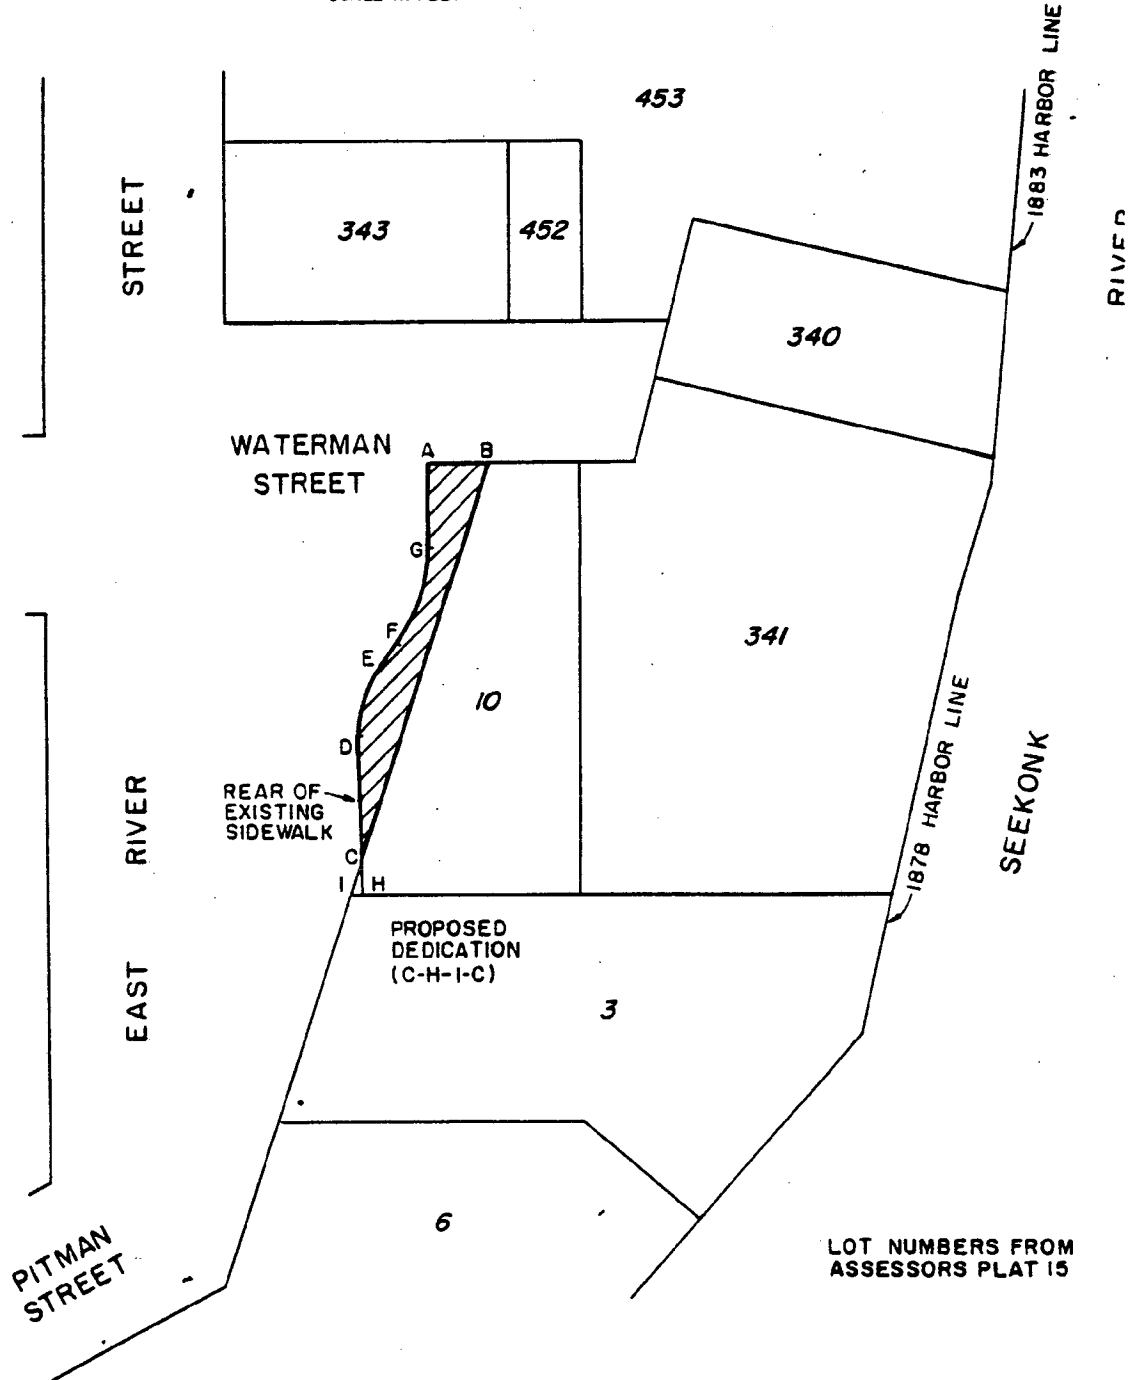 453
1883 HARBOR LINE
STREET
343
452
RIVER
340
WATERMAN
STREET
A
B
G
F
E
341
10
D
REAR OF
EXISTING
SIDEWALK
1878 HARBOR LINE
SEEKONK
RIVER
C
I
H
PROPOSED
DEDICATION
(C-H-I-C)
EAST
3
6
PITMAN
STREET
LOT NUMBERS FROM
ASSESSORS PLAT 15